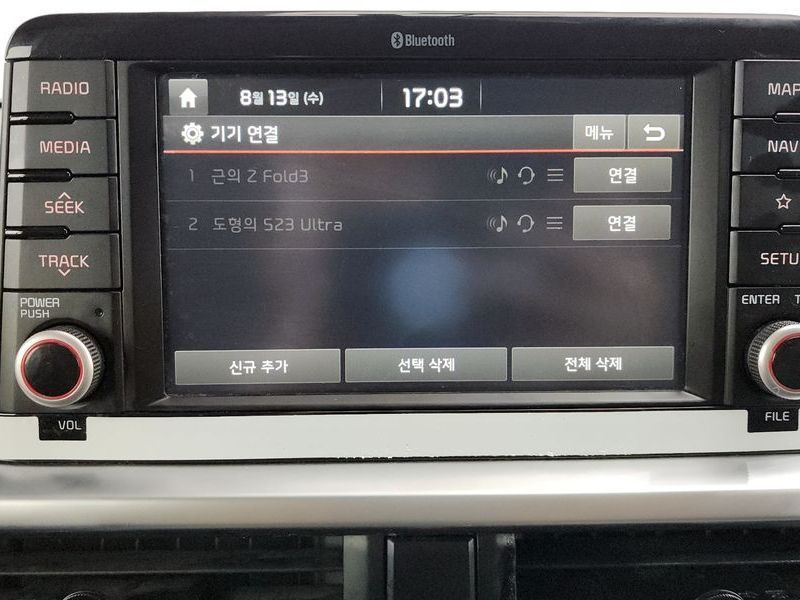 Bluetooth
RADIO
MEDIA
SEEK
TRACK
POWER
PUSH
VOL
8월 13일 (수) 17:03
기기 연결 메뉴
1 근의 Z Fold3 연결
2 도형의 S23 Ultra 연결
신규 추가 선택 삭제 전체 삭제
MAP
NAV
SETU
ENTER T
FILE